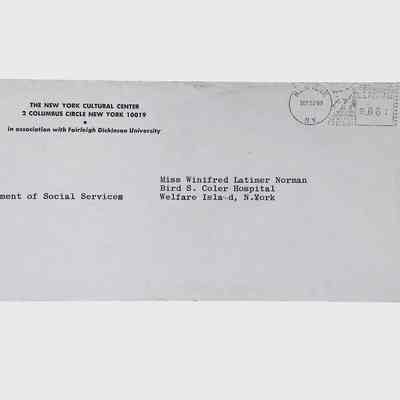 THE NEW YORK CULTURAL CENTER
2 COLUMBUS CIRCLE NEW YORK 10019
in association with Fairleigh Dickinson University
N.Y.
Miss Winifred Latimer Norman
Bird S. Coler Hospital
Welfare Island, N.York
ment of Social Services